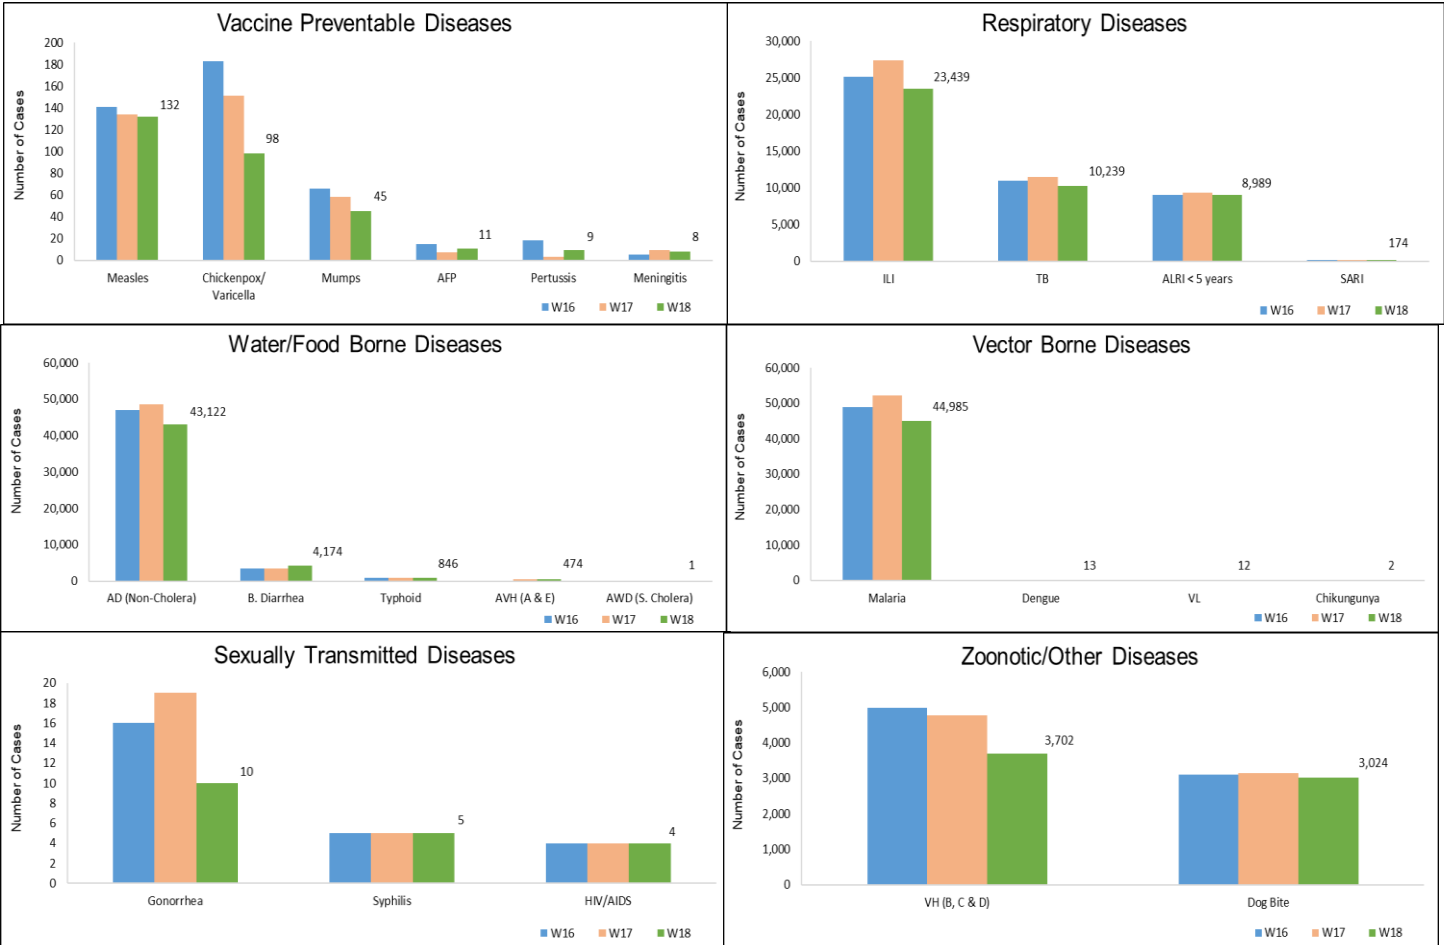 Vaccine Preventable Diseases
Number of Cases
200
180
160
140
120
100
80
60
40
20
0
132
98
45
11
9
8
Measles
Chickenpox/
Varicella
Mumps
AFP
Pertussis
Meningitis
W16 W17 W18
Respiratory Diseases
Number of Cases
30,000
25,000
20,000
15,000
10,000
5,000
0
23,439
10,239
8,989
174
ILI
TB
ALRI < 5 years
SARI
W16 W17 W18
Water/Food Borne Diseases
Number of Cases
60,000
50,000
40,000
30,000
20,000
10,000
0
43,122
4,174
846
474
1
AD (Non-Cholera)
B. Diarrhea
Typhoid
AVH (A & E)
AWD (S. Cholera)
W16 W17 W18
Vector Borne Diseases
Number of Cases
60,000
50,000
40,000
30,000
20,000
10,000
0
44,985
13
12
2
Malaria
Dengue
VL
Chikungunya
W16 W17 W18
Sexually Transmitted Diseases
Number of Cases
20
18
16
14
12
10
8
6
4
2
0
10
5
4
Gonorrhea
Syphilis
HIV/AIDS
W16 W17 W18
Zoonotic/Other Diseases
Number of Cases
6,000
5,000
4,000
3,000
2,000
1,000
0
3,702
3,024
VH (B, C & D)
Dog Bite
W16 W17 W18